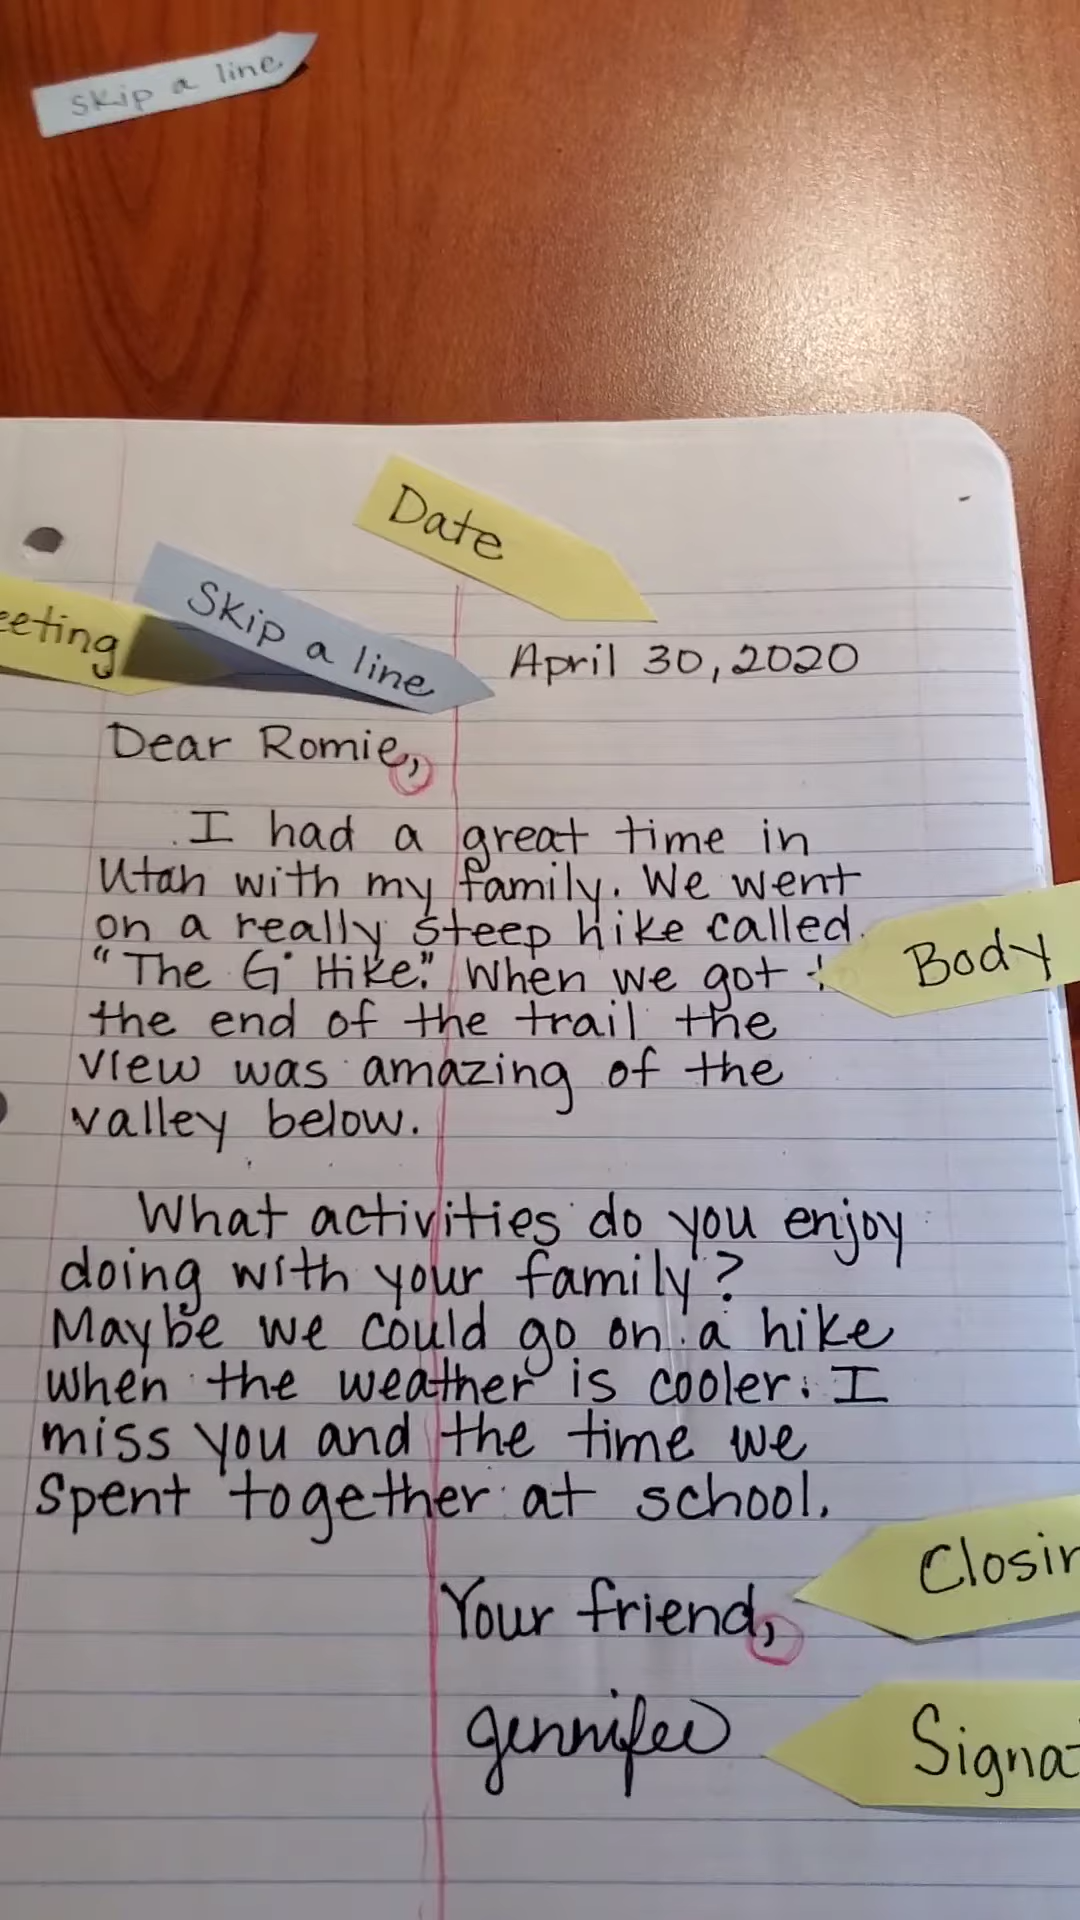 skip a line
Date
eeting
Skip a line
April 30, 2020
Dear Romie,
I had a great time in
Utah with my family. We went
on a really steep hike called
"The G Hike." When we got
the end of the trail the
view was amazing of the
valley below.
Body
What activities do you enjoy
doing with your family?
Maybe we could go on a hike
when the weather is cooler. I
miss you and the time we
spent together at school.
Closin
Your friend,
Jennifer
Signat